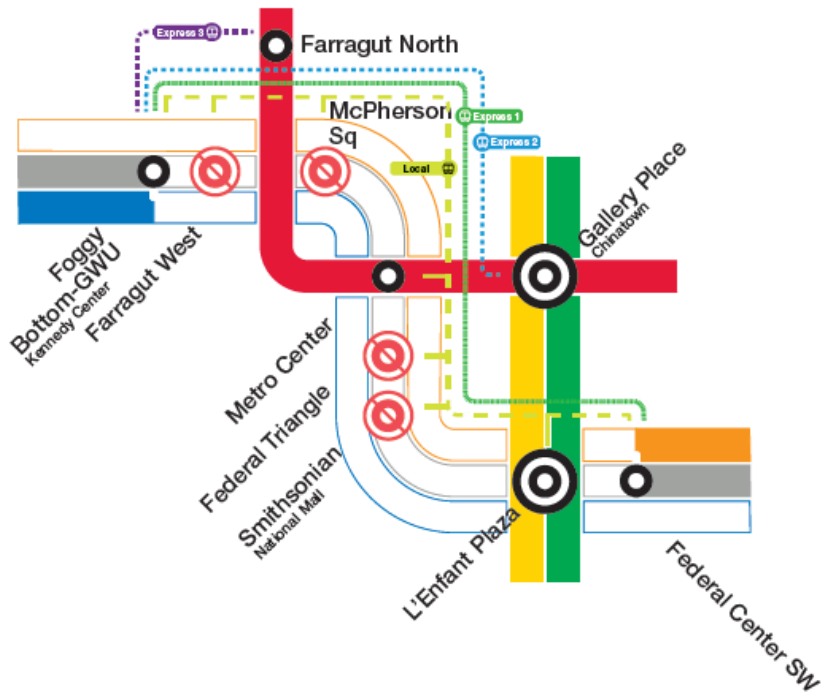 Express 3
Farragut North
McPherson
Sq
Express 1
Express 2
Local
Gallery Place
Chinatown
Foggy
Bottom-GWU
Kennedy Center
Farragut West
Metro Center
Federal Triangle
Smithsonian
National Mall
L'Enfant Plaza
Federal Center SW